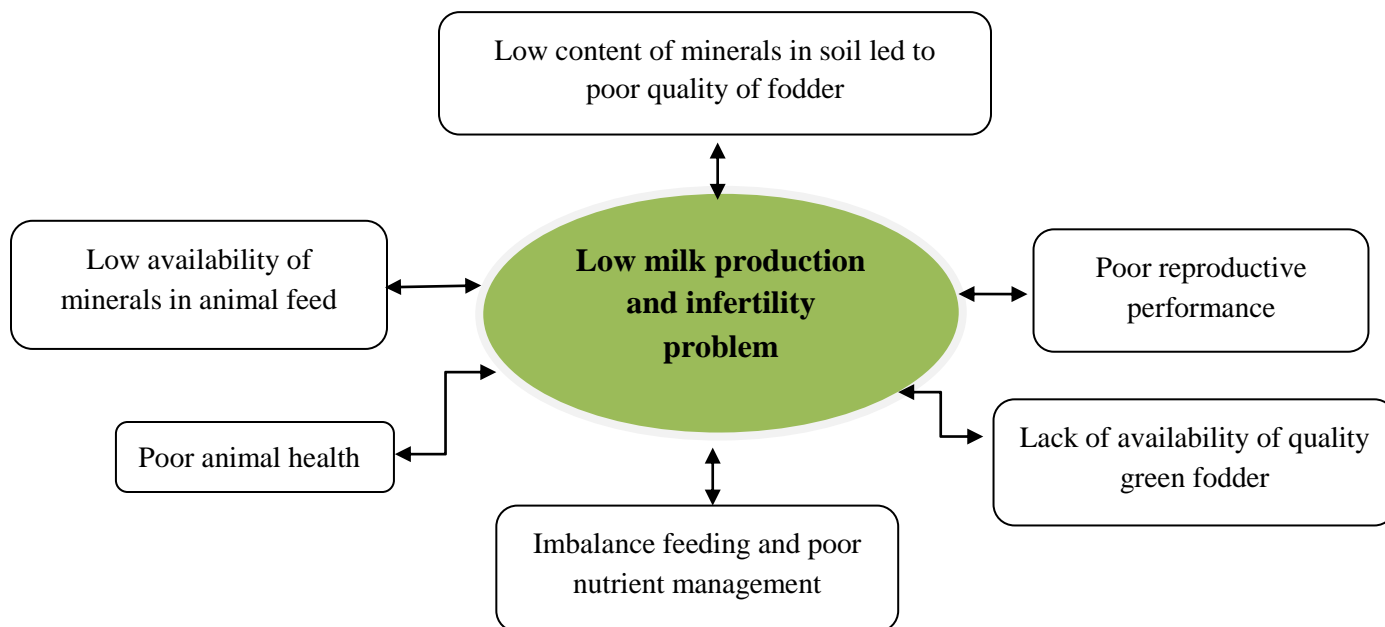 Low content of minerals in soil led to
poor quality of fodder
Low availability of
minerals in animal feed
Low milk production
and infertility
problem
Poor reproductive
performance
Poor animal health
Lack of availability of quality
green fodder
Imbalance feeding and poor
nutrient management